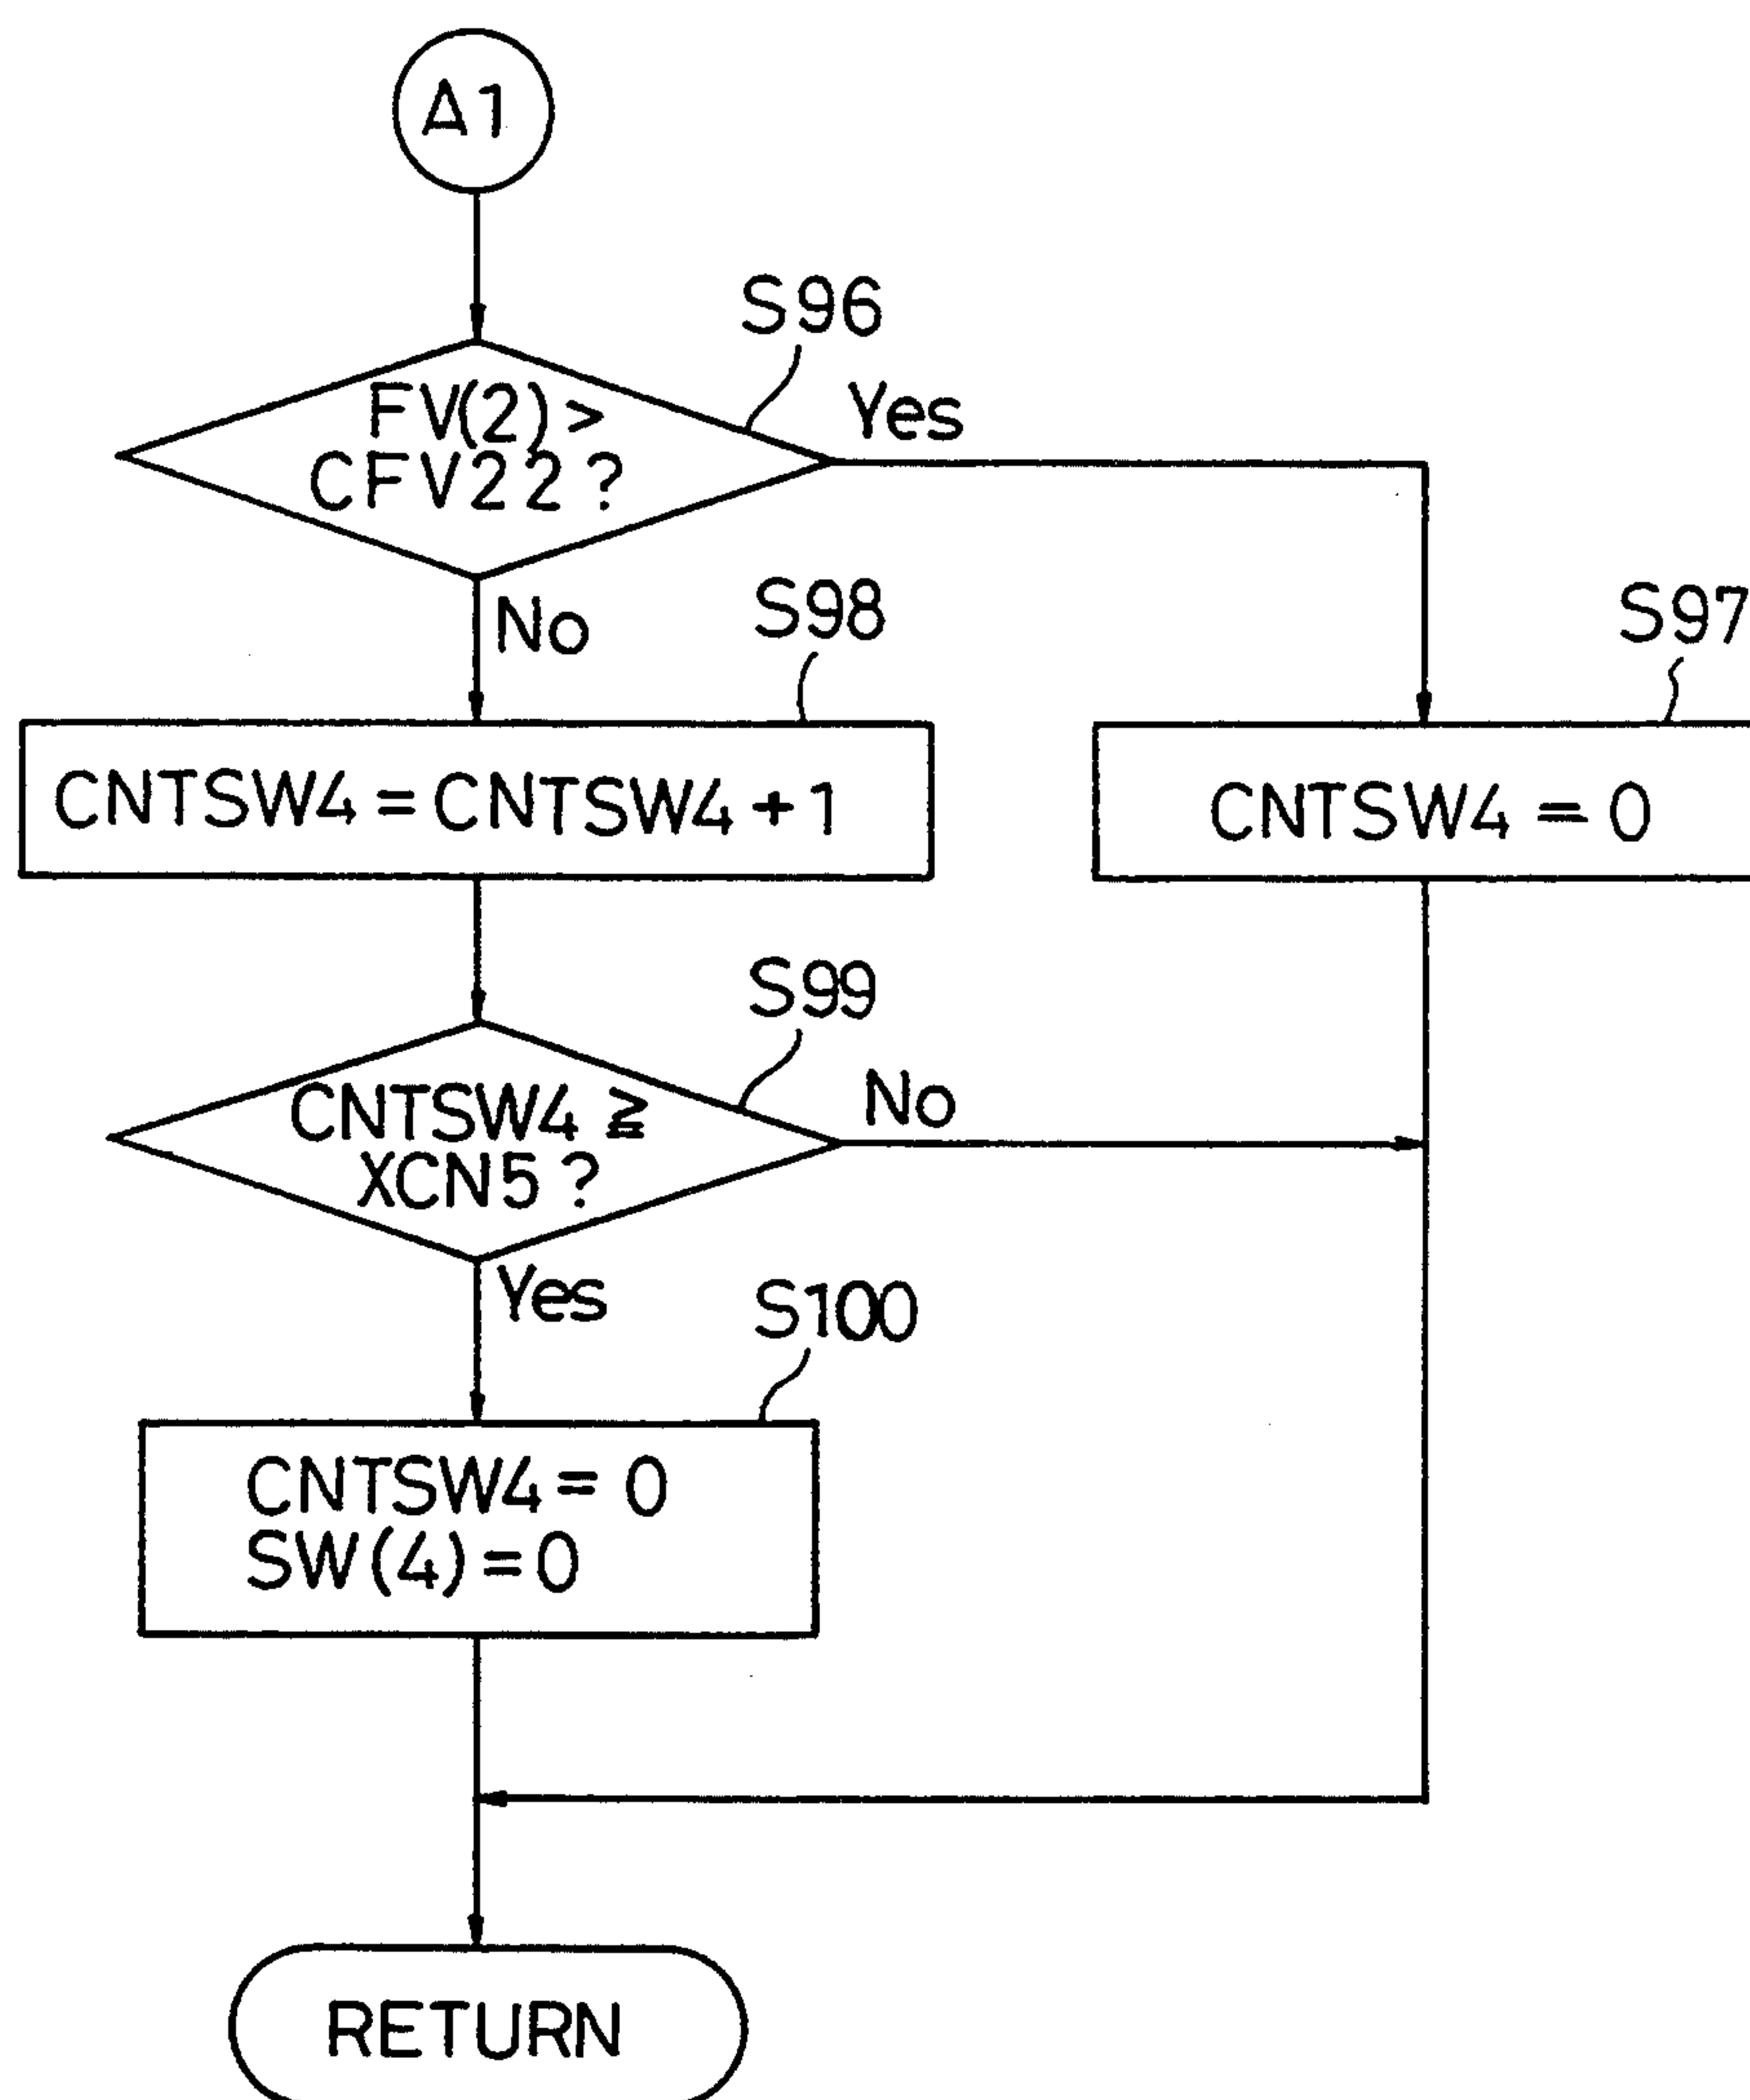 A1
S96
FV(2) >
CFV22 ?
Yes
No
S98
S97
CNTSW4 = CNTSW4 + 1
CNTSW4 = 0
S99
CNTSW4 ≧
XCN5 ?
No
Yes
S100
CNTSW4 = 0
SW(4) = 0
RETURN